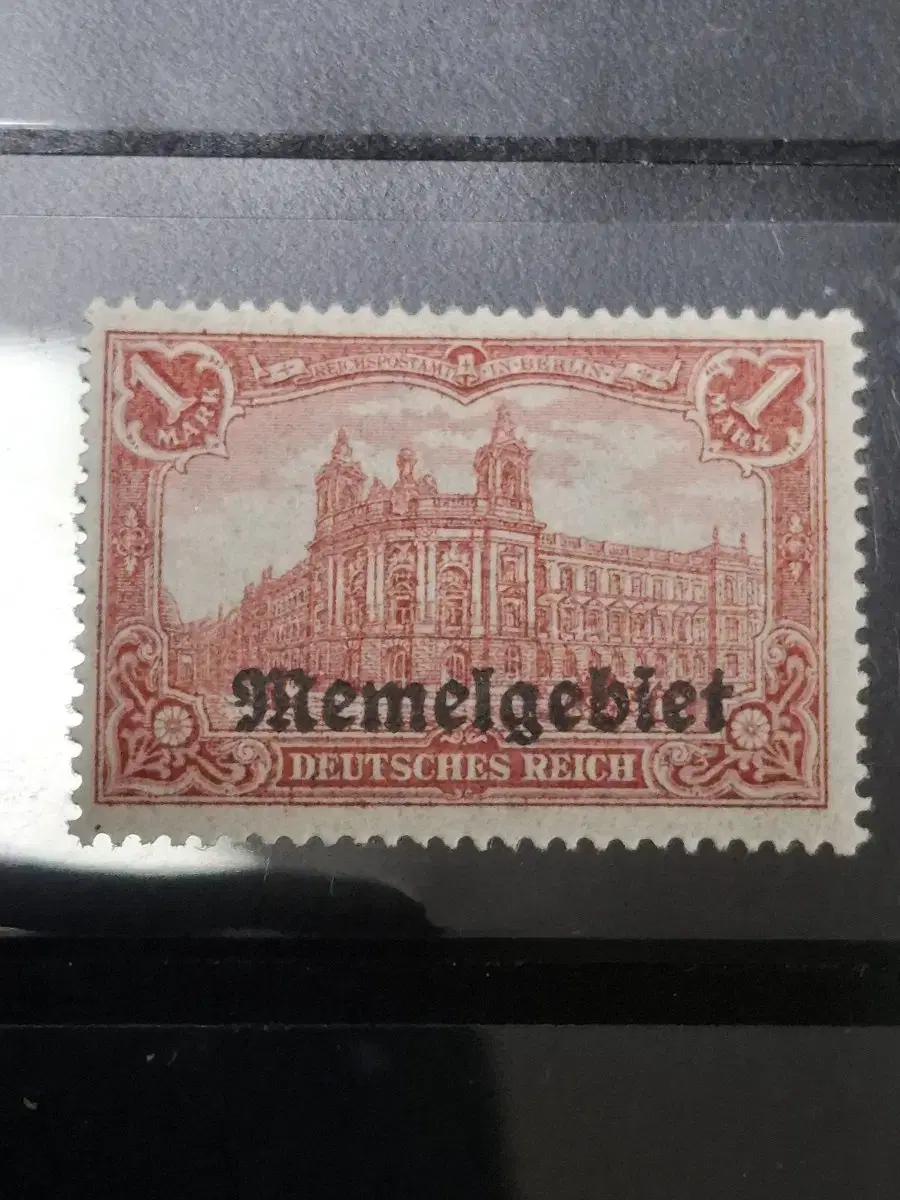 1 MARK
REICHSPOSTAMT · IN · BERLIN ·
1 MARK
Memelgebiet
DEUTSCHES REICH